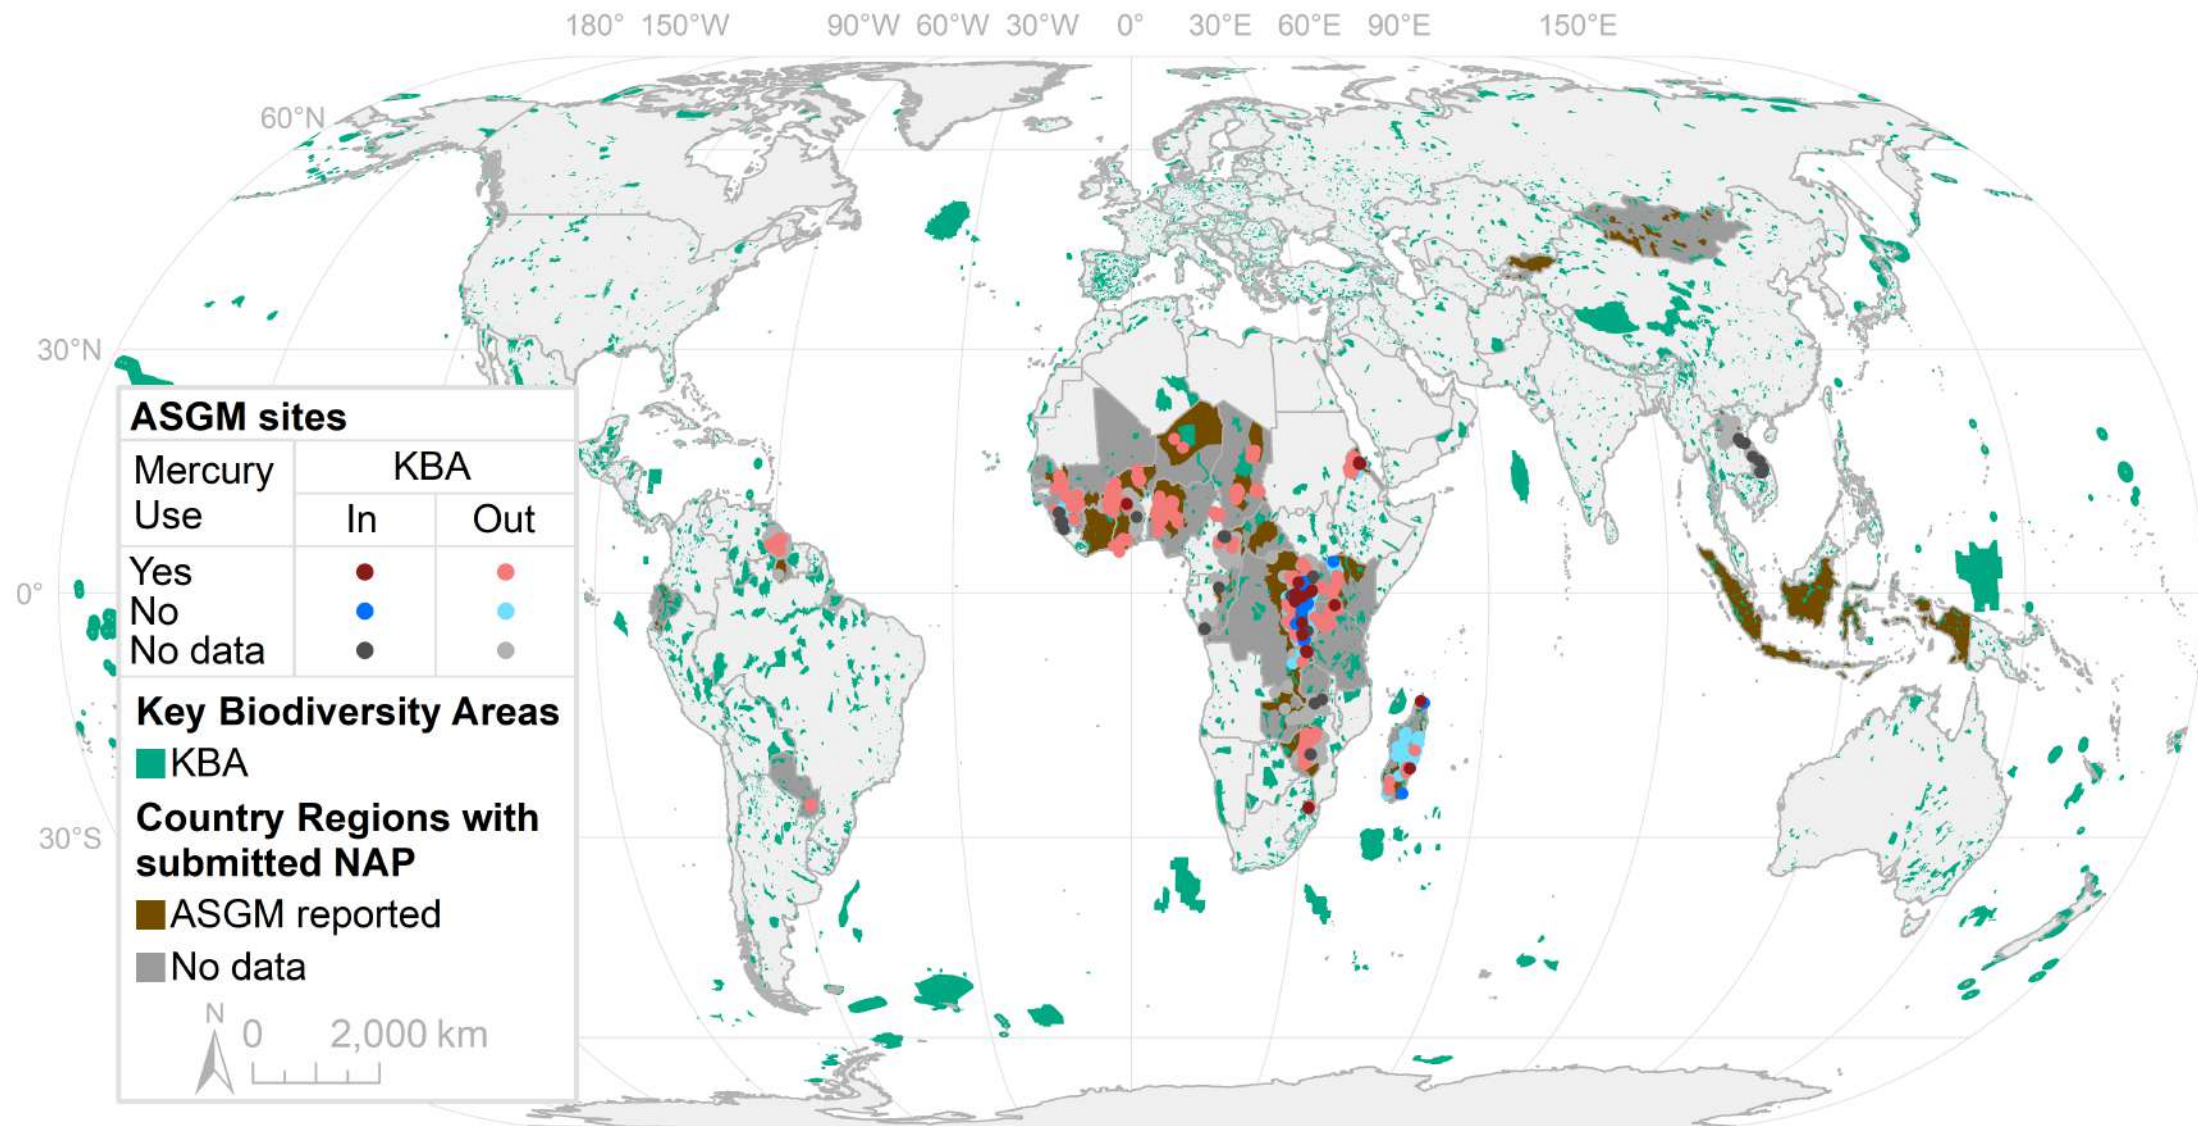 180° 150°W 90°W 60°W 30°W 0° 30°E 60°E 90°E 150°E
60°N
30°N
0°
30°S
ASGM sites
Mercury Use KBA
In Out
Yes
No
No data
Key Biodiversity Areas
KBA
Country Regions with
submitted NAP
ASGM reported
No data
N
0 2,000 km